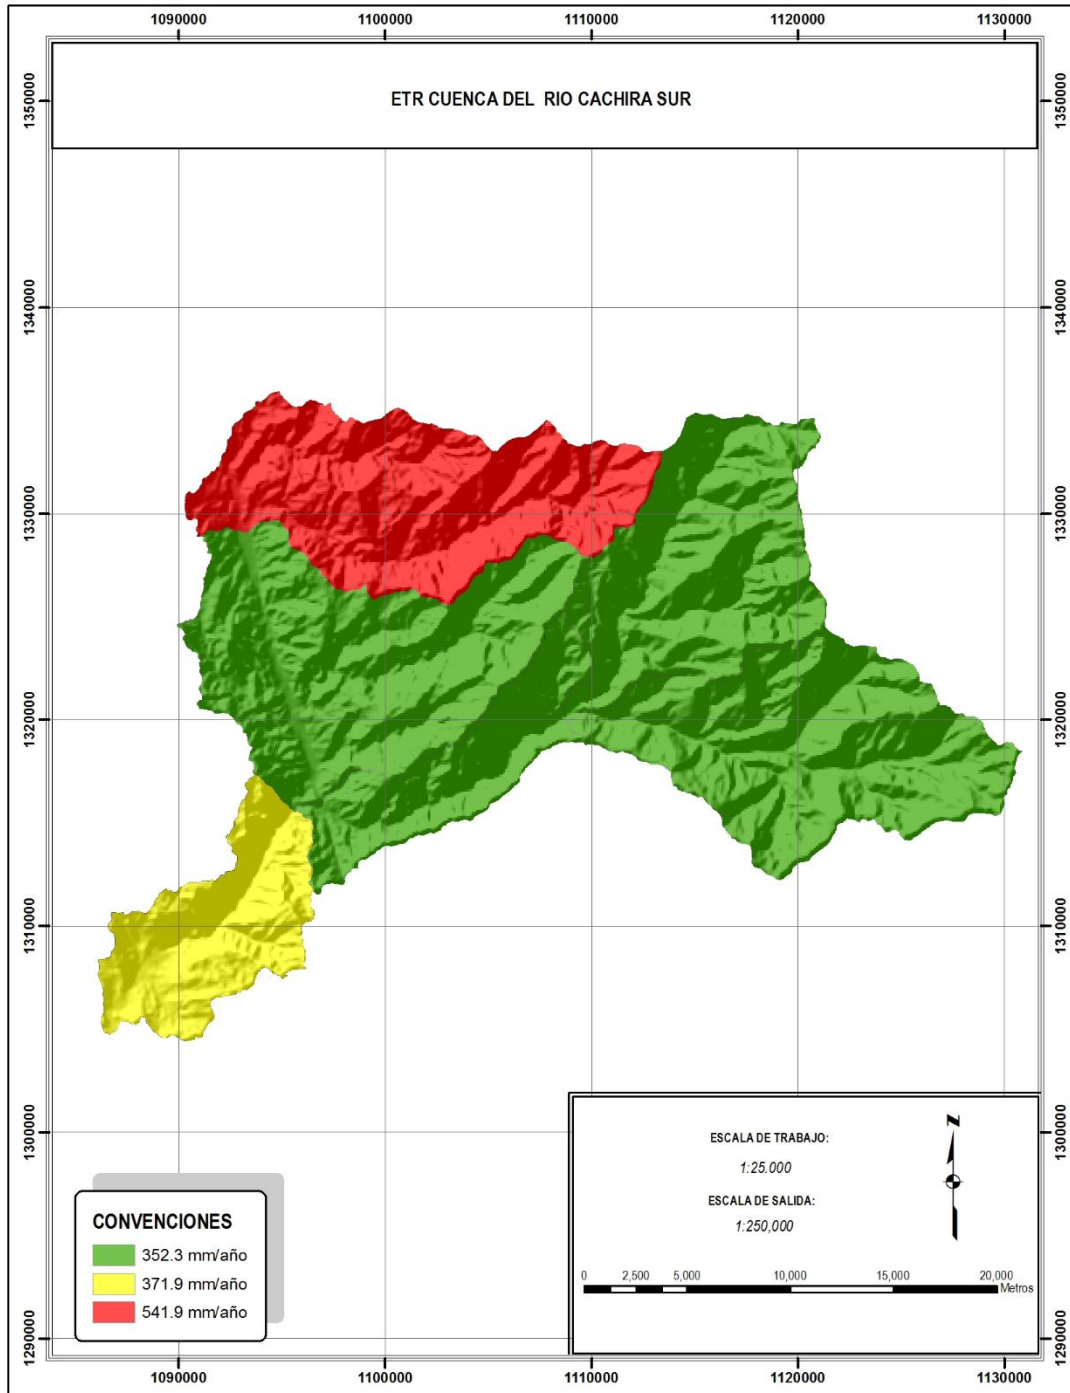 1090000 1100000 1110000 1120000 1130000
ETR CUENCA DEL RIO CACHIRA SUR
1350000 1350000
1340000 1340000
1330000 1330000
1320000 1320000
1310000 1310000
1300000 1300000
1290000 1290000
ESCALA DE TRABAJO:
1:25.000
ESCALA DE SALIDA:
1:250,000
N
0 2,500 5,000 10,000 15,000 20,000
Metros
CONVENCIONES
352.3 mm/año
371.9 mm/año
541.9 mm/año
1090000 1100000 1110000 1120000 1130000